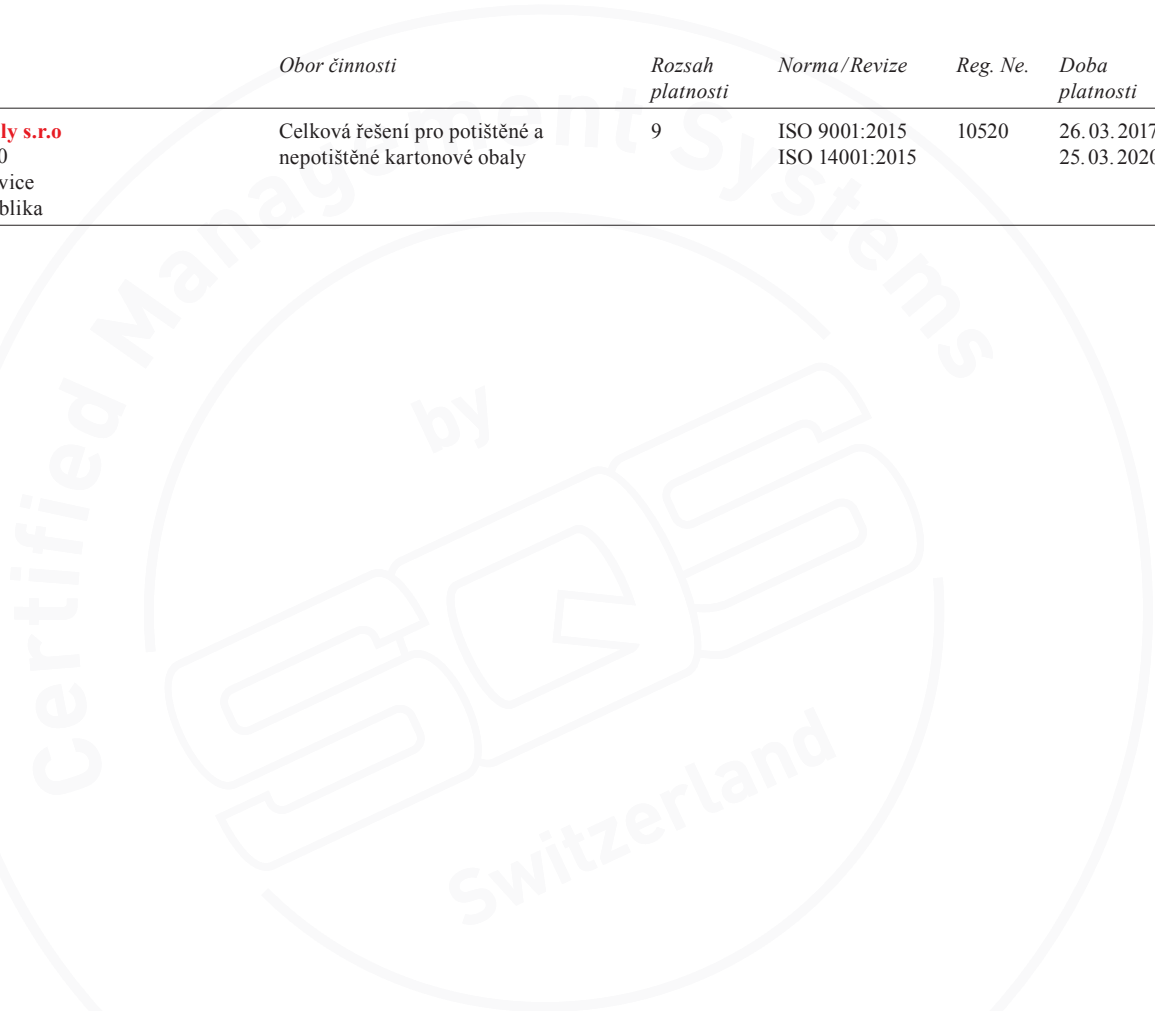 Obor činnosti Rozsah platnosti Norma/Revize Reg. Ne. Doba platnosti
ly s.r.o Celková řešení pro potištěné a 9 ISO 9001:2015 10520 26.03.2017
0 nepotištěné kartonové obaly ISO 14001:2015 25.03.2020
vice
blika
Certified Management Systems
by
SQS
Switzerland